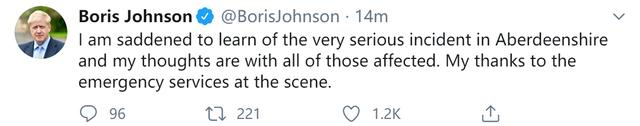 Boris Johnson @BorisJohnson · 14m
I am saddened to learn of the very serious incident in Aberdeenshire
and my thoughts are with all of those affected. My thanks to the
emergency services at the scene.
96 221 1.2K